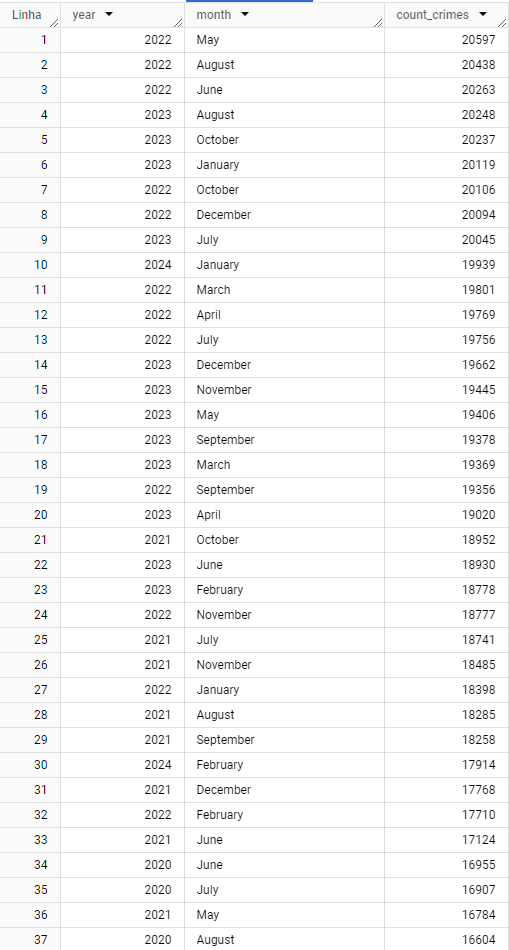 Linha year month count_crimes
1 2022 May 20597
2 2022 August 20438
3 2022 June 20263
4 2023 August 20248
5 2023 October 20237
6 2023 January 20119
7 2022 October 20106
8 2022 December 20094
9 2023 July 20045
10 2024 January 19939
11 2022 March 19801
12 2022 April 19769
13 2022 July 19756
14 2023 December 19662
15 2023 November 19445
16 2023 May 19406
17 2023 September 19378
18 2023 March 19369
19 2022 September 19356
20 2023 April 19020
21 2021 October 18952
22 2023 June 18930
23 2023 February 18778
24 2022 November 18777
25 2021 July 18741
26 2021 November 18485
27 2022 January 18398
28 2021 August 18285
29 2021 September 18258
30 2024 February 17914
31 2021 December 17768
32 2022 February 17710
33 2021 June 17124
34 2020 June 16955
35 2020 July 16907
36 2021 May 16784
37 2020 August 16604